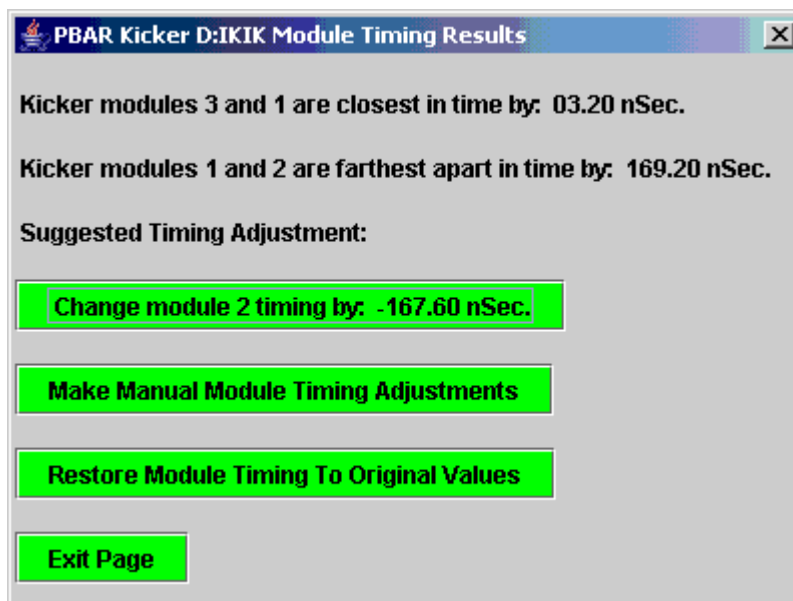 PBAR Kicker D:IKIK Module Timing Results
Kicker modules 3 and 1 are closest in time by:  03.20 nSec.
Kicker modules 1 and 2 are farthest apart in time by:  169.20 nSec.
Suggested Timing Adjustment:
Change module 2 timing by:  -167.60 nSec.
Make Manual Module Timing Adjustments
Restore Module Timing To Original Values
Exit Page